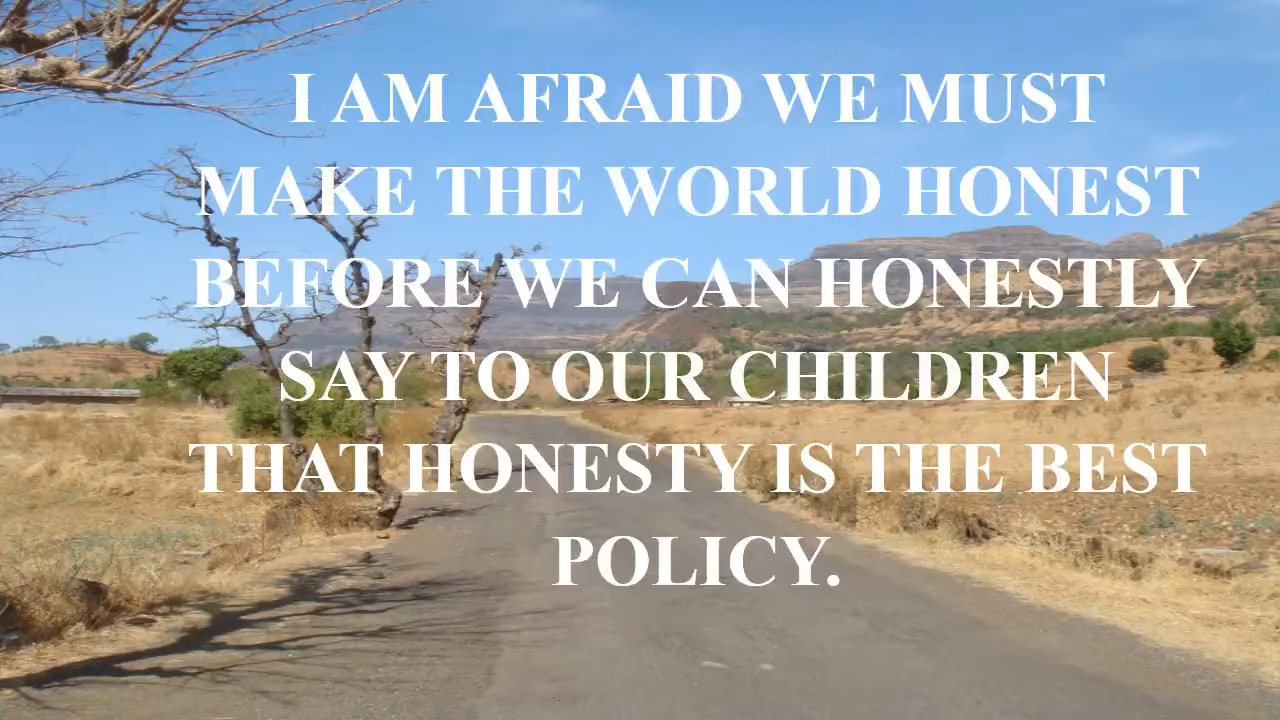 I AM AFRAID WE MUST
MAKE THE WORLD HONEST
BEFORE WE CAN HONESTLY
SAY TO OUR CHILDREN
THAT HONESTY IS THE BEST
POLICY.